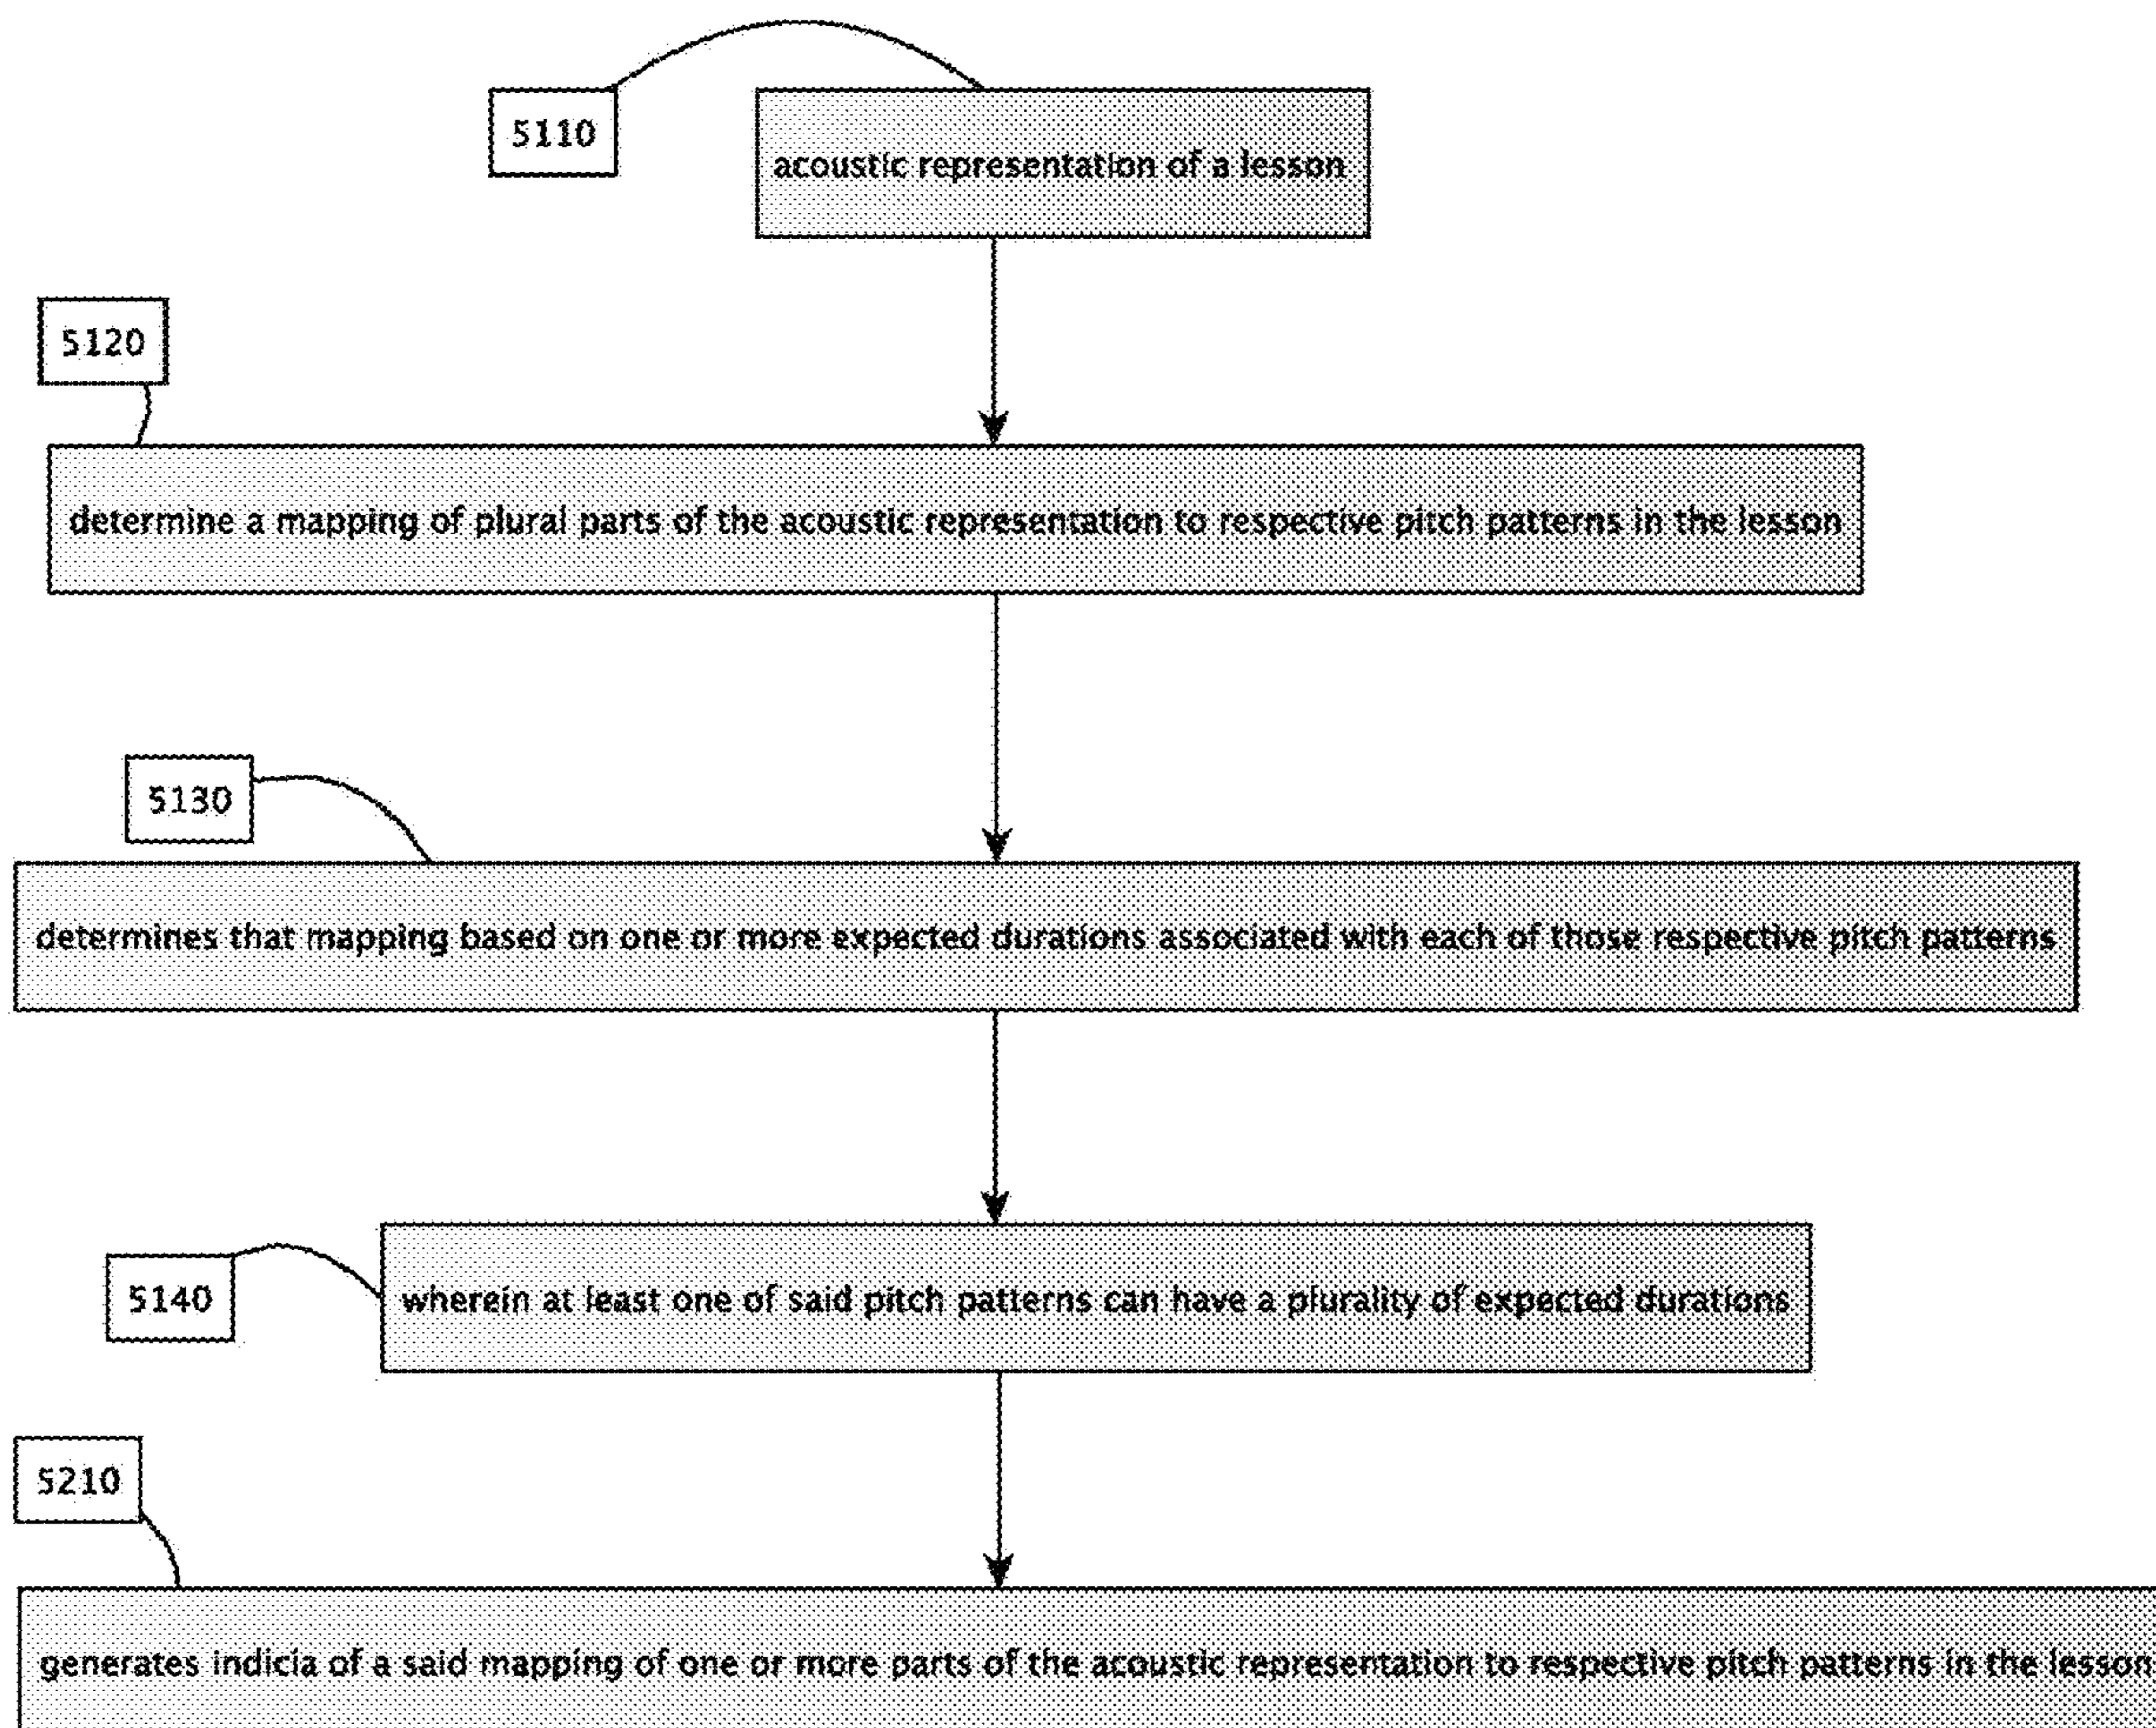 5110
acoustic representation of a lesson
5120
determine a mapping of plural parts of the acoustic representation to respective pitch patterns in the lesson
5130
determines that mapping based on one or more expected durations associated with each of those respective pitch patterns
5140
wherein at least one of said pitch patterns can have a plurality of expected durations
5210
generates indicia of a said mapping of one or more parts of the acoustic representation to respective pitch patterns in the lesson